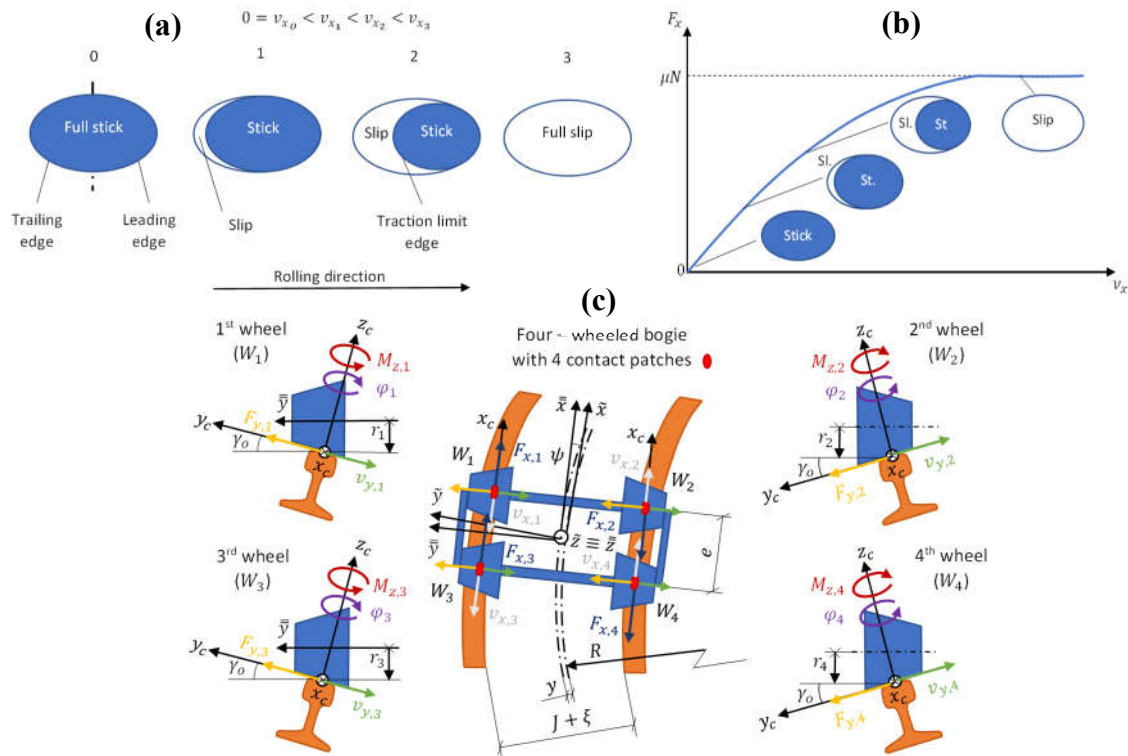 (a)
0 = v_{x_0} < v_{x_1} < v_{x_2} < v_{x_3}
0 1 2 3
Full stick
Stick
Slip Stick
Full slip
Trailing edge
Leading edge
Slip
Traction limit edge
Rolling direction
(b)
F_x
μN
Sl. St
Slip
Sl.
St.
Stick
0
v_x
(c)
1st wheel
(W_1)
z_c
M_{z,1}
φ_1
ȳ̄
y_c
F_{y,1}
γ_o
r_1
x_c
v_{y,1}
Four – wheeled bogie
with 4 contact patches
x̄̄
x̃
x_c
x_c
ψ
F_{x,1}
v_{x,2}
W_1
W_2
ỹ
v_{x,1}
F_{x,2}
ȳ̄
z̃ ≡ z̄̄
e
F_{x,3}
v_{x,4}
W_3
W_4
v_{x,3}
F_{x,4}
R
y
J + ξ
2nd wheel
(W_2)
z_c
M_{z,2}
φ_2
r_2
γ_o
x_c
v_{y,2}
F_{y,2}
y_c
3rd wheel
(W_3)
z_c
M_{z,3}
φ_3
ȳ̄
y_c
F_{y,3}
γ_o
r_3
x_c
v_{y,3}
4th wheel
(W_4)
z_c
M_{z,4}
φ_4
r_4
γ_o
x_c
v_{y,4}
F_{y,4}
y_c